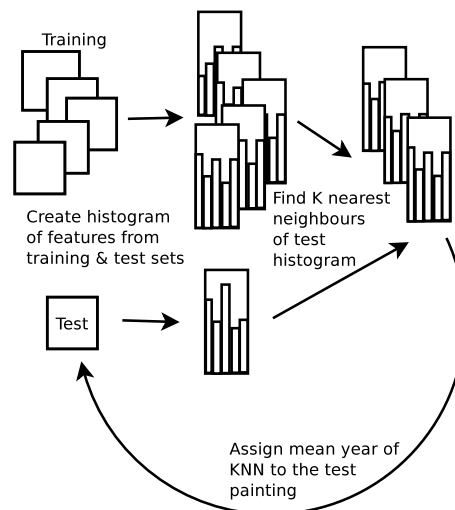 Training
Create histogram
of features from
training & test sets
Find K nearest
neighbours
of test
histogram
Test
Assign mean year of
KNN to the test
painting